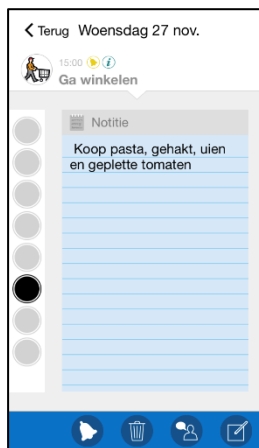 Terug Woensdag 27 nov.
15:00
Ga winkelen
Notitie
Koop pasta, gehakt, uien
en geplette tomaten